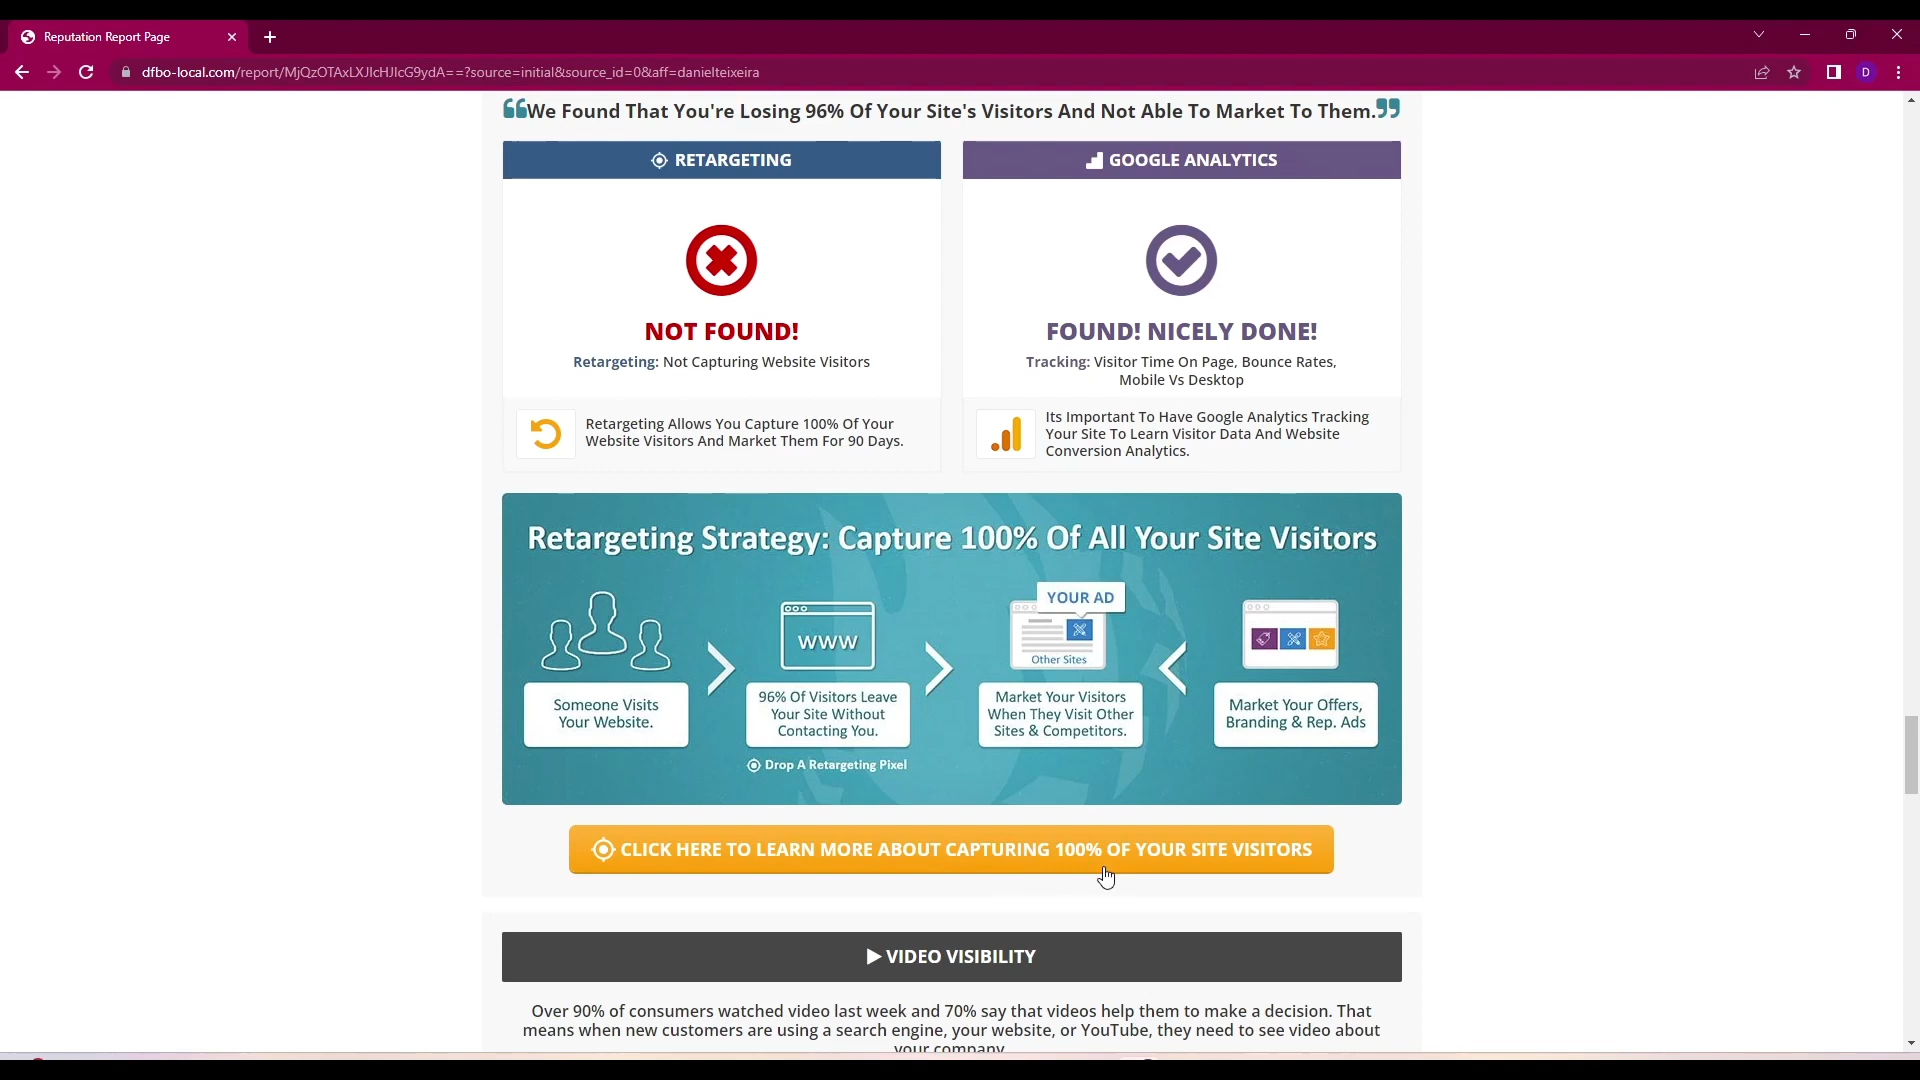 Reputation Report Page
dfbo-local.com/report/MjQzOTAxLXJlcHJlcG9ydA==?source=initial&source_id=0&aff=danielteixeira
D
❝We Found That You're Losing 96% Of Your Site's Visitors And Not Able To Market To Them.❞
RETARGETING
GOOGLE ANALYTICS
NOT FOUND!
FOUND! NICELY DONE!
Retargeting: Not Capturing Website Visitors
Tracking: Visitor Time On Page, Bounce Rates,
Mobile Vs Desktop
Retargeting Allows You Capture 100% Of Your
Website Visitors And Market Them For 90 Days.
Its Important To Have Google Analytics Tracking
Your Site To Learn Visitor Data And Website
Conversion Analytics.
Retargeting Strategy: Capture 100% Of All Your Site Visitors
www
YOUR AD
Other Sites
Someone Visits
Your Website.
96% Of Visitors Leave
Your Site Without
Contacting You.
Market Your Visitors
When They Visit Other
Sites & Competitors.
Market Your Offers,
Branding & Rep. Ads
Drop A Retargeting Pixel
CLICK HERE TO LEARN MORE ABOUT CAPTURING 100% OF YOUR SITE VISITORS
VIDEO VISIBILITY
Over 90% of consumers watched video last week and 70% say that videos help them to make a decision. That
means when new customers are using a search engine, your website, or YouTube, they need to see video about
your company